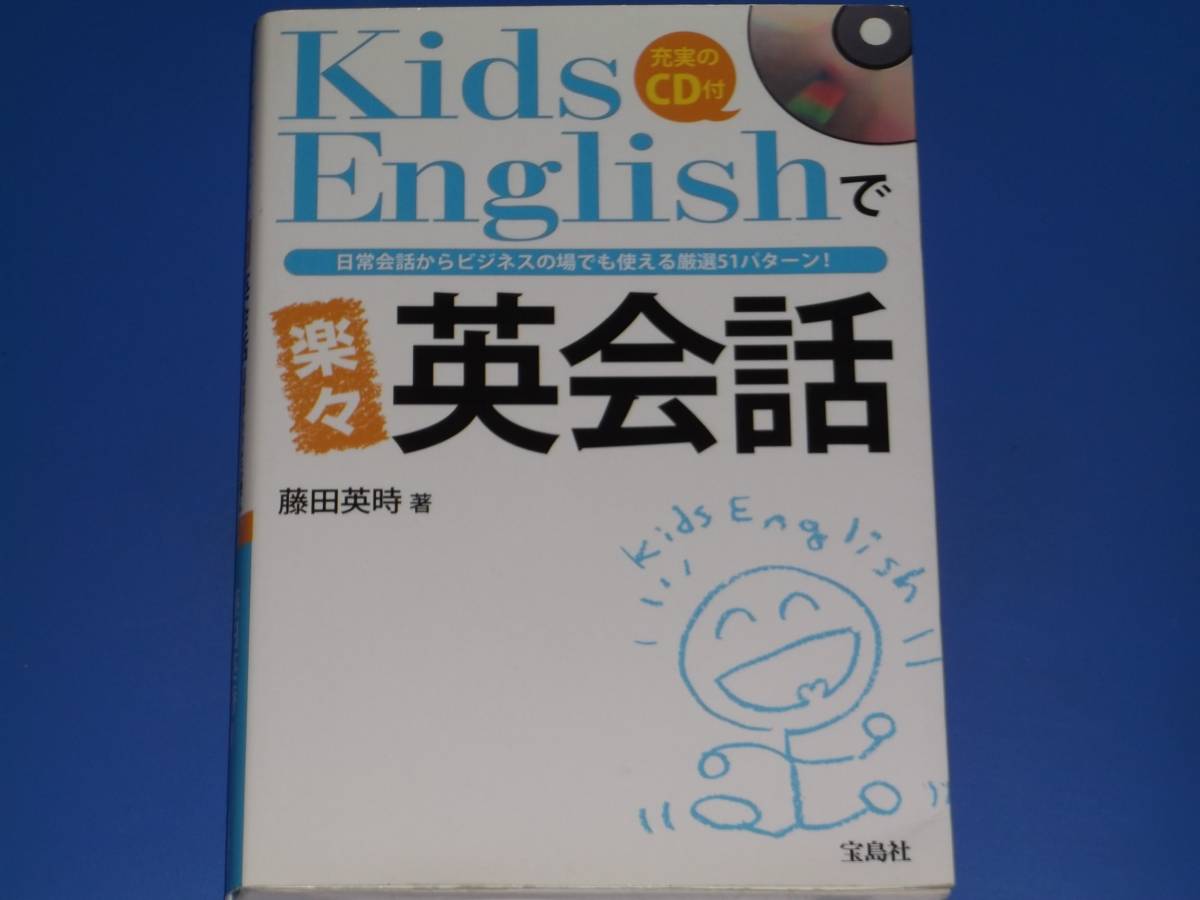 Kids
充実の
CD付
Englishで
日常会話からビジネスの場でも使える厳選51パターン!
楽々
英会話
藤田英時 著
Kids English
宝島社